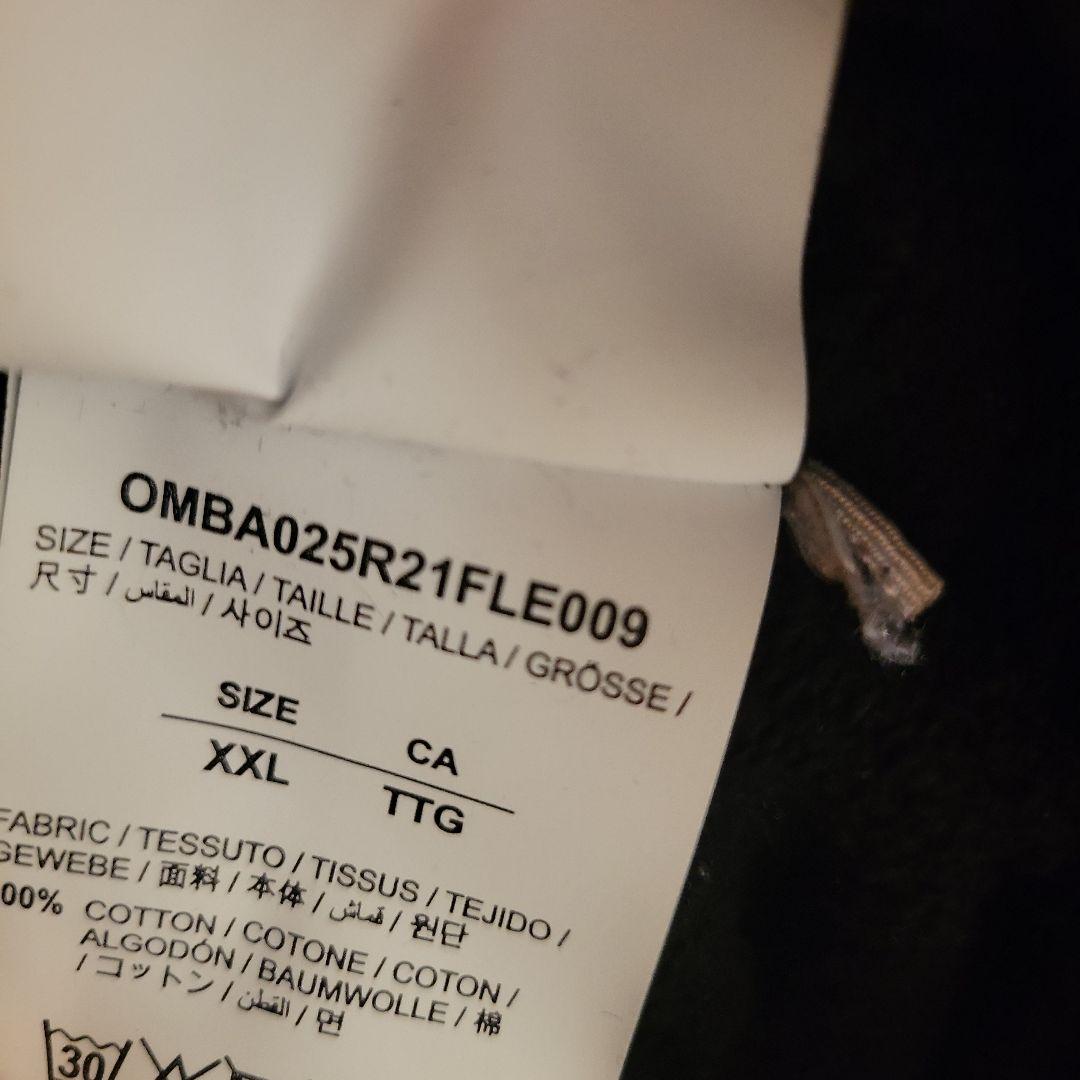 OMBA025R21FLE009
SIZE / TAGLIA / TAILLE / TALLA / GRÖSSE /
尺寸 / المقاس / 사이즈
SIZE CA
XXL TTG
FABRIC / TESSUTO / TISSUS / TEJIDO /
GEWEBE / 面料 / 本体 / قماش / 원단
00% COTTON / COTONE / COTON /
ALGODÓN / BAUMWOLLE / 棉
/ コットン / القطن / 면
30